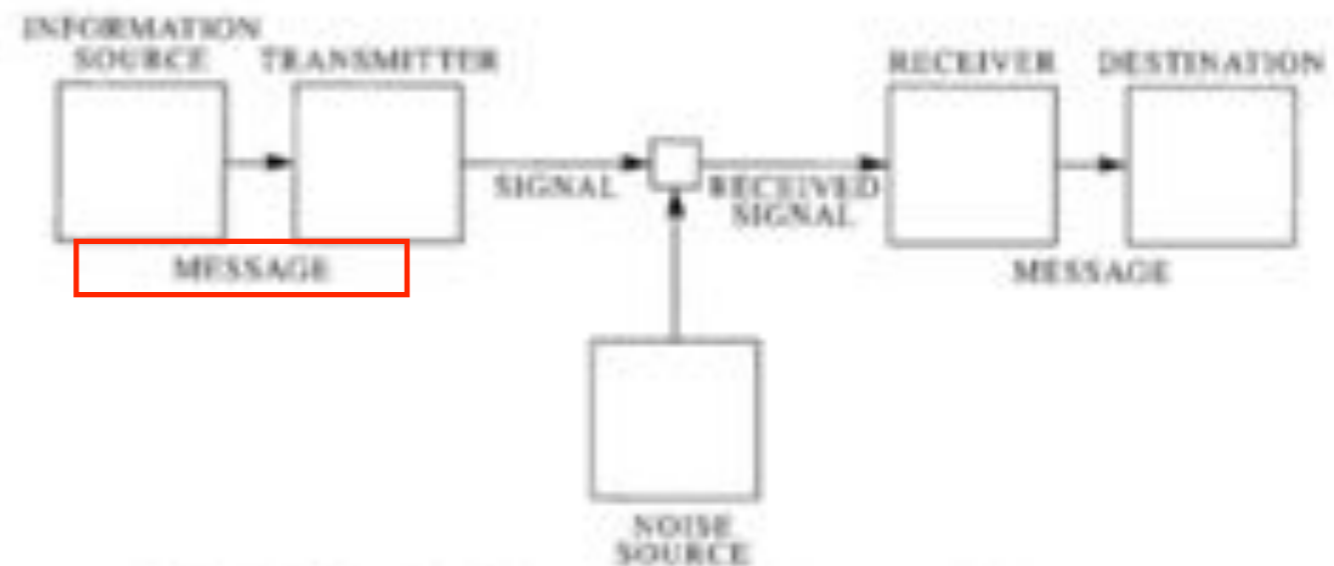 INFORMATION
SOURCE
TRANSMITTER
RECEIVER
DESTINATION
SIGNAL
RECEIVED
SIGNAL
MESSAGE
MESSAGE
NOISE
SOURCE